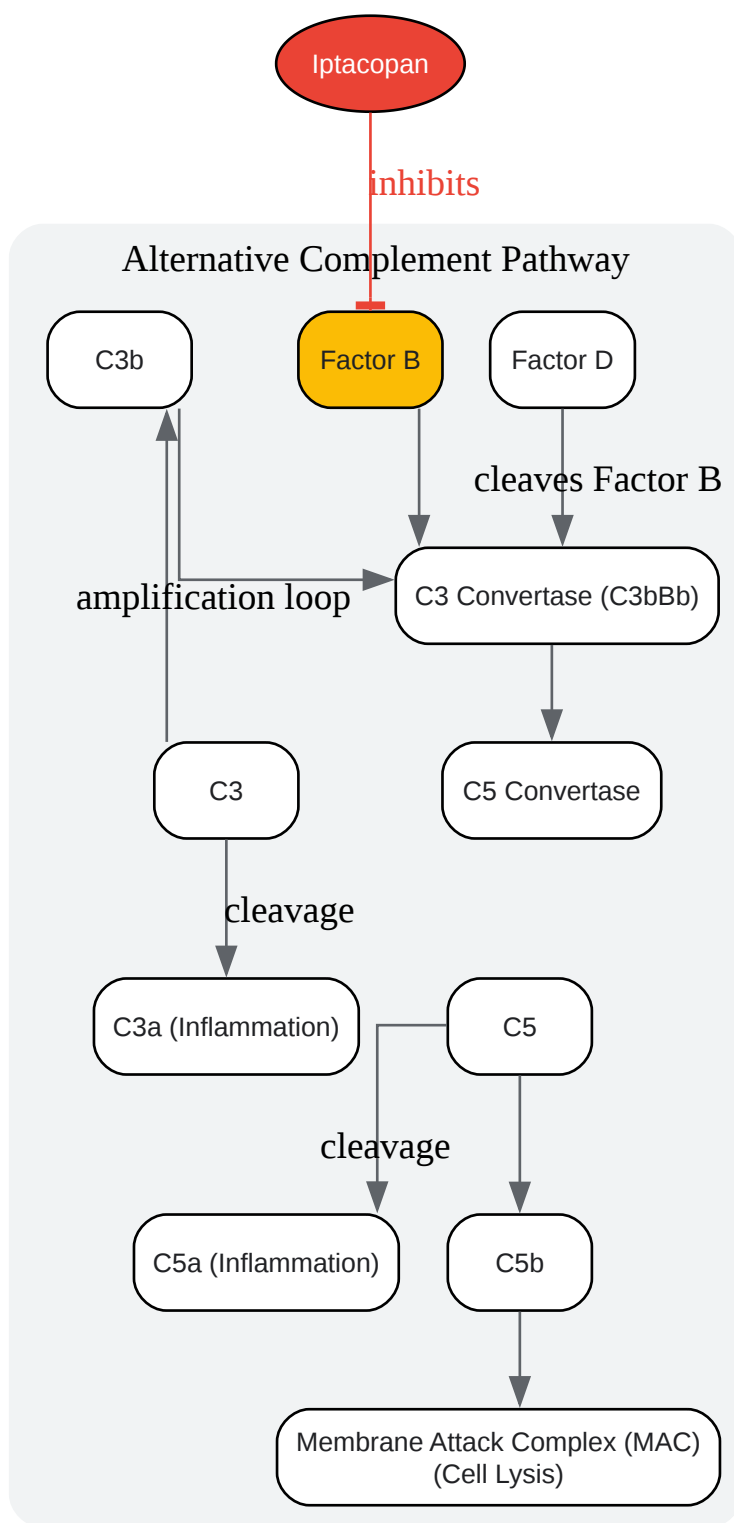 Iptacopan
inhibits
Alternative Complement Pathway
C3b
Factor B
Factor D
cleaves Factor B
amplification loop
C3 Convertase (C3bBb)
C3
C5 Convertase
cleavage
C3a (Inflammation)
C5
cleavage
C5a (Inflammation)
C5b
Membrane Attack Complex (MAC)
(Cell Lysis)